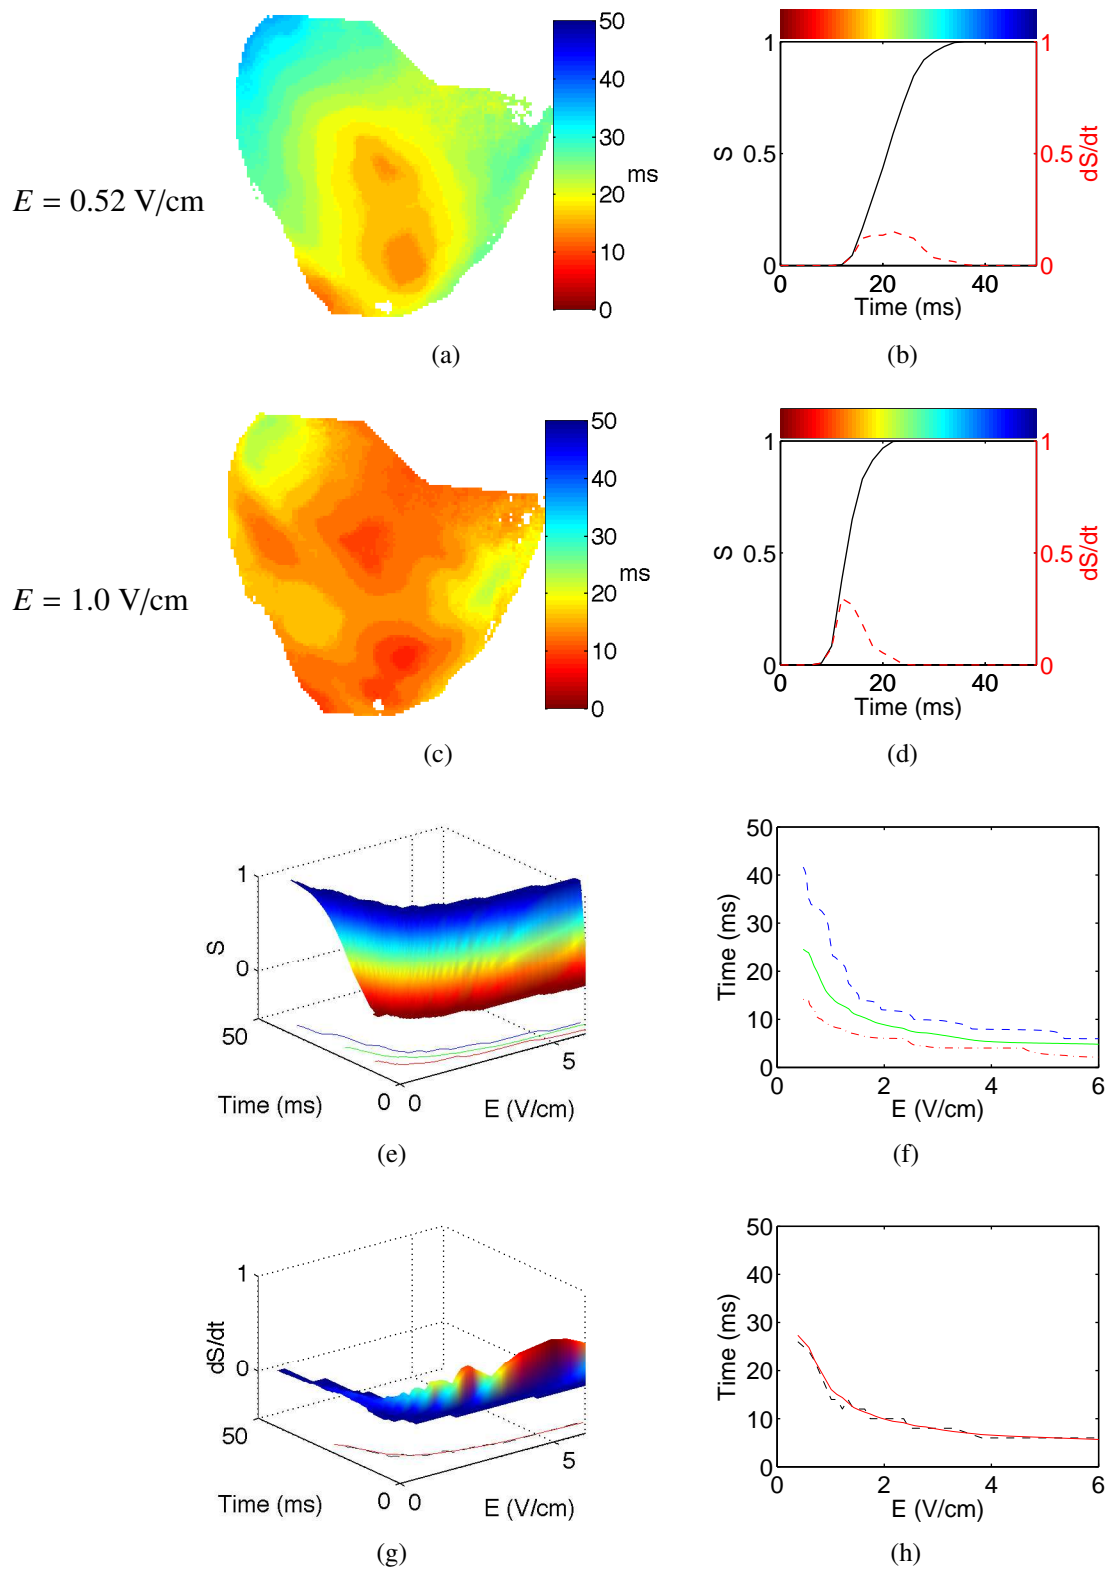 E = 0.52 V/cm
50
40
30
20
10
0
ms
(a)
1
0.5
0
S
1
0.5
0
dS/dt
0 20 40
Time (ms)
(b)
E = 1.0 V/cm
50
40
30
20
10
0
ms
(c)
1
0.5
0
S
1
0.5
0
dS/dt
0 20 40
Time (ms)
(d)
1
0
S
50
0
Time (ms)
0
5
E (V/cm)
(e)
50
40
30
20
10
0
Time (ms)
0 2 4 6
E (V/cm)
(f)
1
0
dS/dt
50
0
Time (ms)
0
5
E (V/cm)
(g)
50
40
30
20
10
0
Time (ms)
0 2 4 6
E (V/cm)
(h)